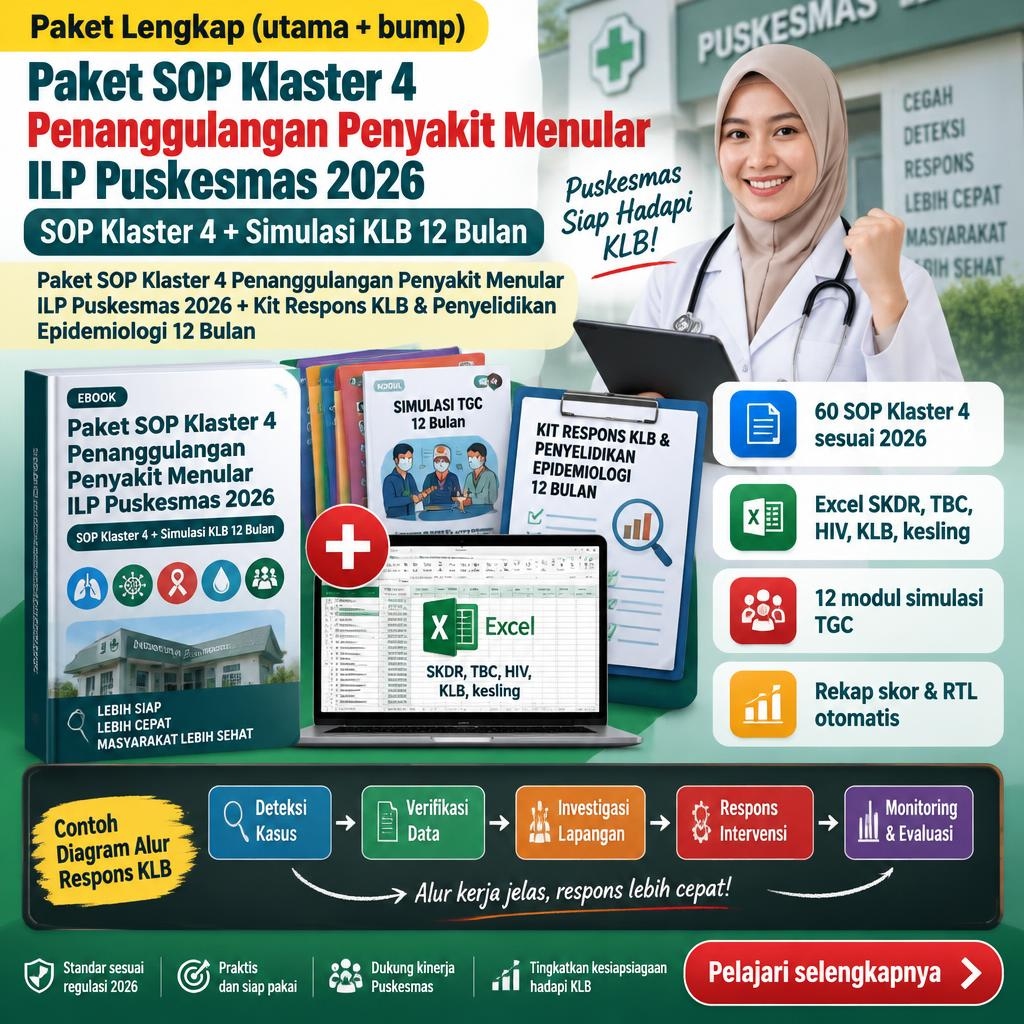 Paket Lengkap (utama + bump)
Paket SOP Klaster 4
Penanggulangan Penyakit Menular
ILP Puskesmas 2026
SOP Klaster 4 + Simulasi KLB 12 Bulan
Paket SOP Klaster 4 Penanggulangan Penyakit Menular
ILP Puskesmas 2026 + Kit Respons KLB & Penyelidikan
Epidemiologi 12 Bulan
PUSKESMAS
CEGAH
DETEKSI
RESPONS
LEBIH CEPAT
MASYARAKAT
LEBIH SEHAT
Puskesmas
Siap Hadapi
KLB!
EBOOK
Paket SOP Klaster 4
Penanggulangan
Penyakit Menular
ILP Puskesmas 2026
SOP Klaster 4 + Simulasi KLB 12 Bulan
LEBIH SIAP
LEBIH CEPAT
MASYARAKAT LEBIH SEHAT
SIMULASI TGC
12 Bulan
KIT RESPONS KLB &
PENYELIDIKAN
EPIDEMIOLOGI
12 BULAN
X
Excel
SKDR, TBC, HIV,
KLB, kesling
60 SOP Klaster 4
sesuai 2026
X
Excel SKDR, TBC,
HIV, KLB, kesling
12 modul simulasi
TGC
Rekap skor & RTL
otomatis
Contoh
Diagram Alur
Respons KLB
Deteksi
Kasus
Verifikasi
Data
Investigasi
Lapangan
Respons
Intervensi
Monitoring
& Evaluasi
Alur kerja jelas, respons lebih cepat!
Standar sesuai
regulasi 2026
Praktis
dan siap pakai
Dukung kinerja
Puskesmas
Tingkatkan kesiapsiagaan
hadapi KLB
Pelajari selengkapnya